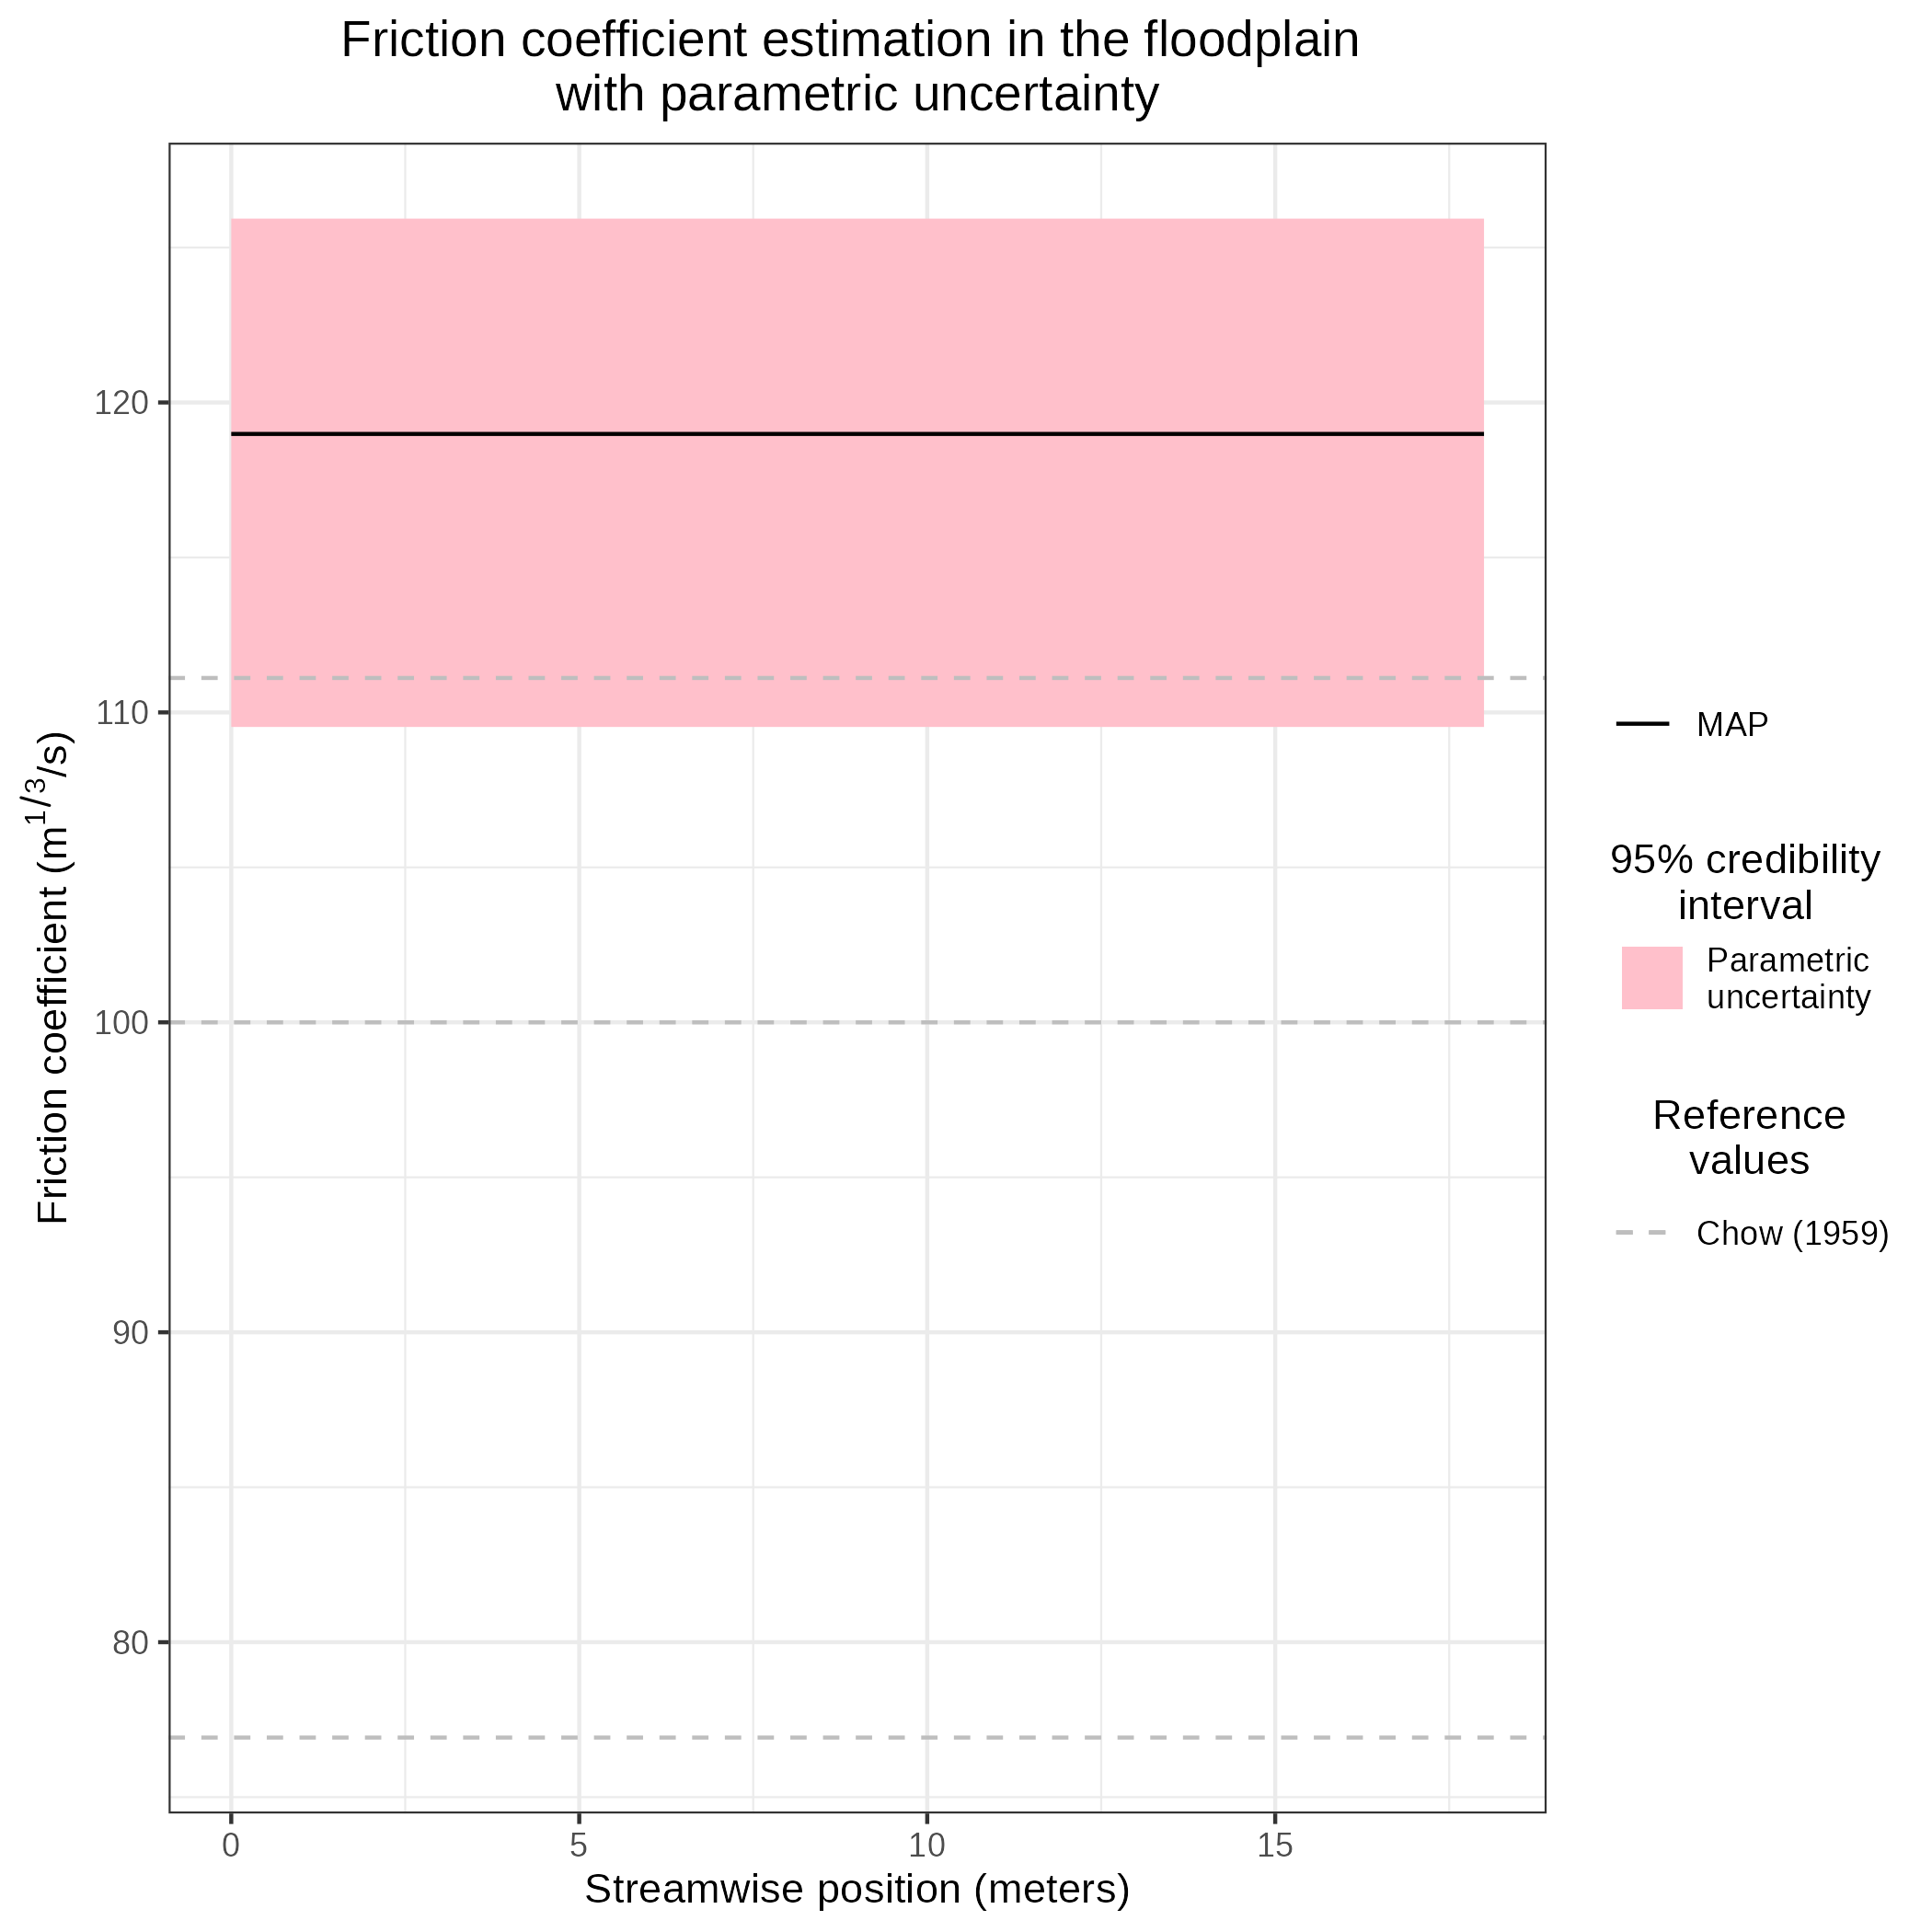 Friction coefficient estimation in the floodplain
with parametric uncertainty
Friction coefficient (m^1/3/s)
120
110
100
90
80
0 5 10 15
Streamwise position (meters)
MAP
95% credibility
interval
Parametric
uncertainty
Reference
values
Chow (1959)